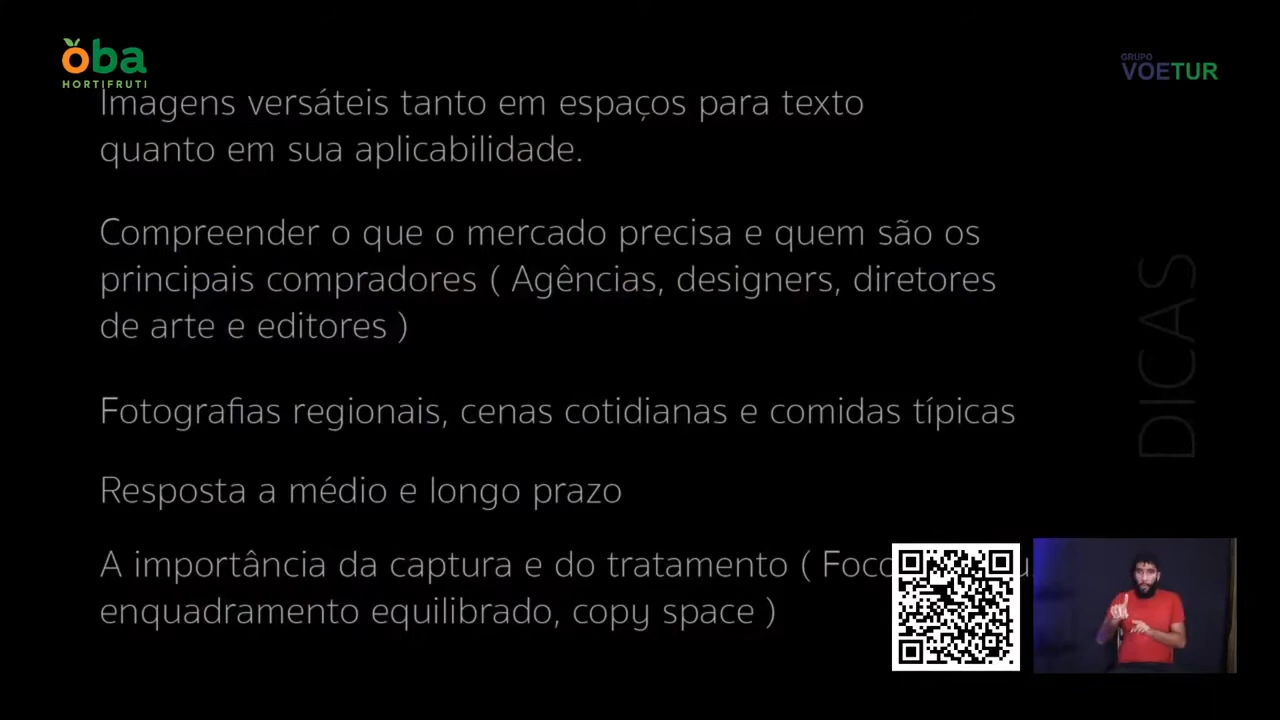 öba
HORTIFRUTI
GRUPO
VOETUR
Imagens versáteis tanto em espaços para texto
quanto em sua aplicabilidade.
Compreender o que o mercado precisa e quem são os
principais compradores ( Agências, designers, diretores
de arte e editores )
Fotografias regionais, cenas cotidianas e comidas típicas
Resposta a médio e longo prazo
A importância da captura e do tratamento ( Foco
enquadramento equilibrado, copy space )
DICAS